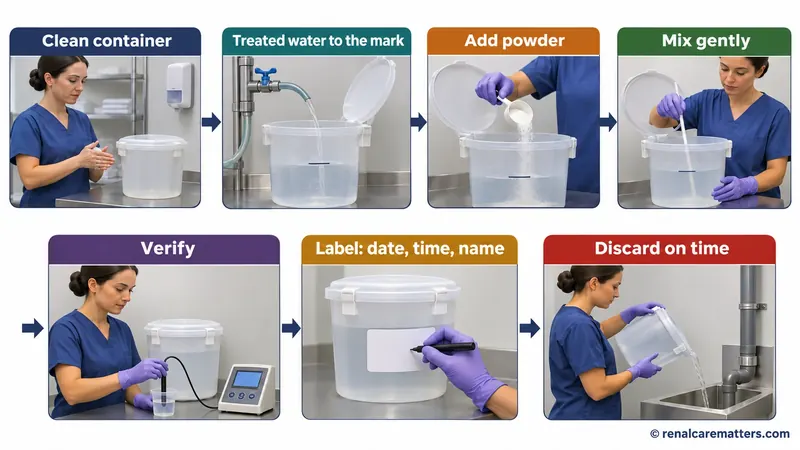 Clean container
Treated water to the mark
Add powder
Mix gently
Verify
Label: date, time, name
Discard on time
© renalcarematters.com